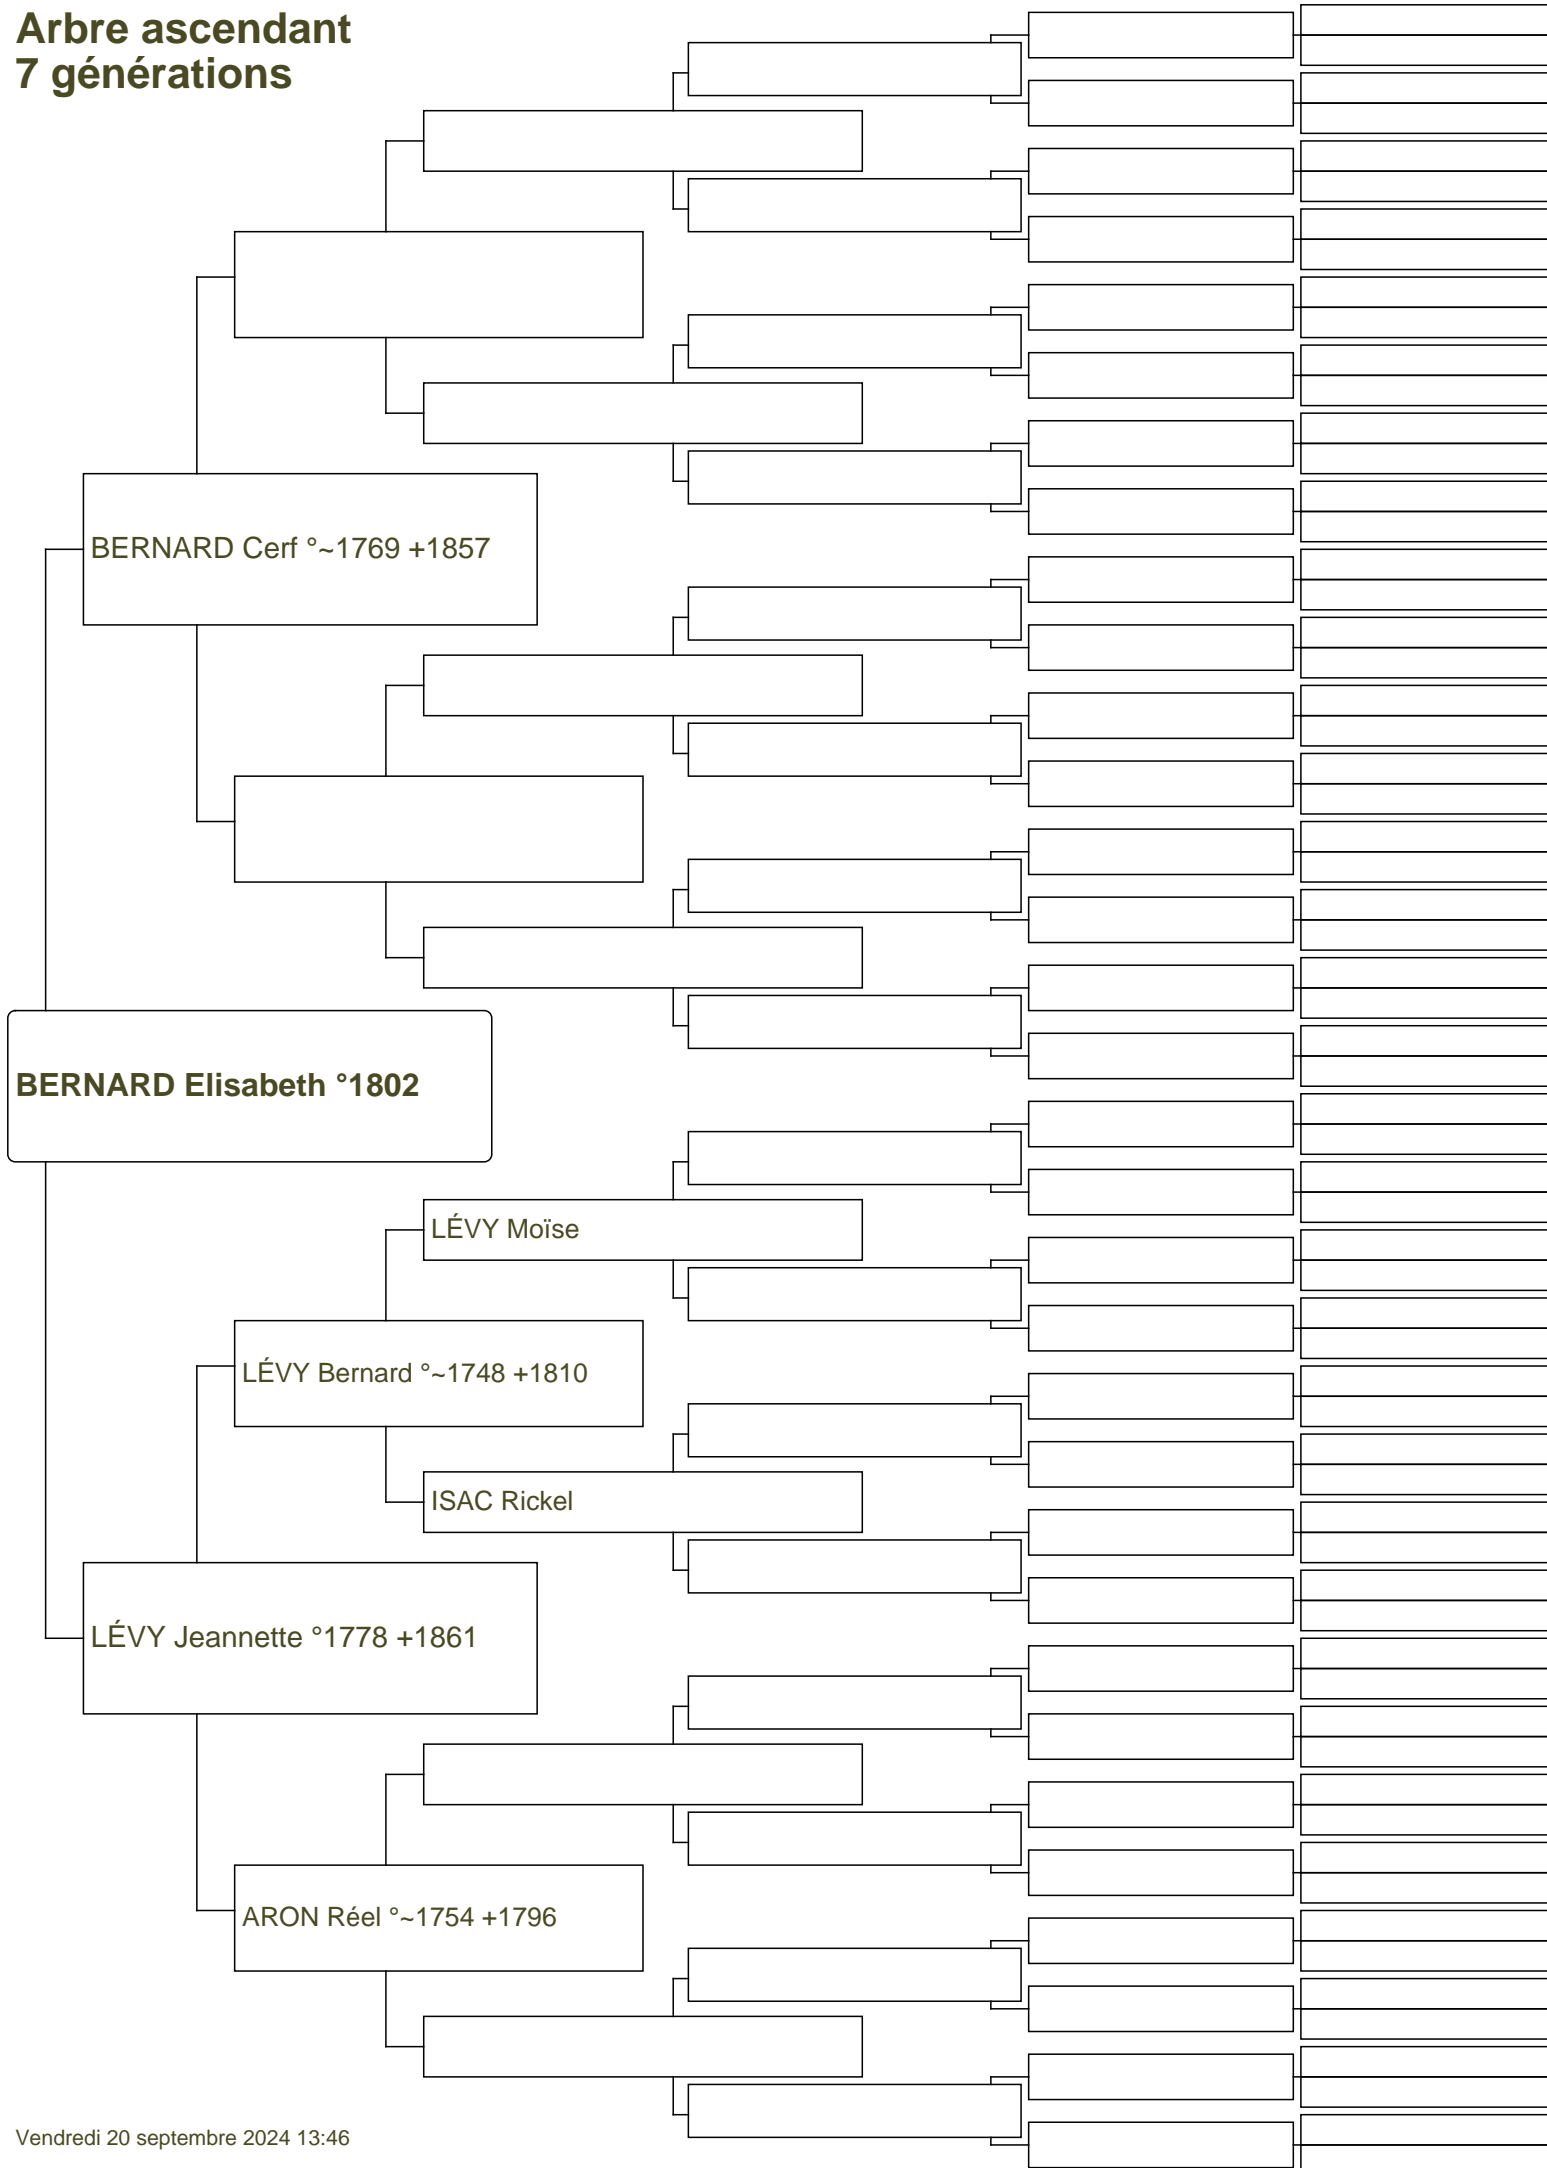 Arbre ascendant
7 générations
BERNARD Cerf °~1769 +1857
BERNARD Elisabeth °1802
LÉVY Moïse
LÉVY Bernard °~1748 +1810
ISAC Rickel
LÉVY Jeannette °1778 +1861
ARON Réel °~1754 +1796
Vendredi 20 septembre 2024 13:46